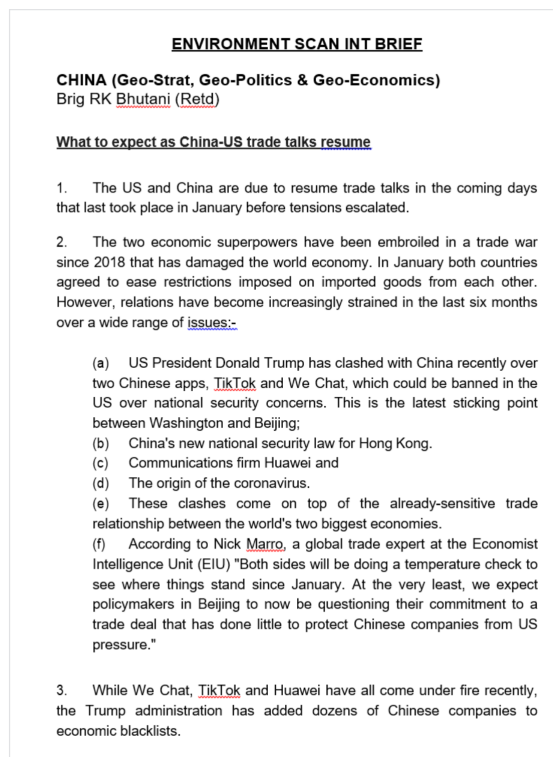 ENVIRONMENT SCAN INT BRIEF
CHINA (Geo-Strat, Geo-Politics & Geo-Economics)
Brig RK Bhutani (Retd)
What to expect as China-US trade talks resume
1. The US and China are due to resume trade talks in the coming days
that last took place in January before tensions escalated.
2. The two economic superpowers have been embroiled in a trade war
since 2018 that has damaged the world economy. In January both countries
agreed to ease restrictions imposed on imported goods from each other.
However, relations have become increasingly strained in the last six months
over a wide range of issues:-
(a) US President Donald Trump has clashed with China recently over
two Chinese apps, TikTok and We Chat, which could be banned in the
US over national security concerns. This is the latest sticking point
between Washington and Beijing;
(b) China's new national security law for Hong Kong.
(c) Communications firm Huawei and
(d) The origin of the coronavirus.
(e) These clashes come on top of the already-sensitive trade
relationship between the world's two biggest economies.
(f) According to Nick Marro, a global trade expert at the Economist
Intelligence Unit (EIU) "Both sides will be doing a temperature check to
see where things stand since January. At the very least, we expect
policymakers in Beijing to now be questioning their commitment to a
trade deal that has done little to protect Chinese companies from US
pressure."
3. While We Chat, TikTok and Huawei have all come under fire recently,
the Trump administration has added dozens of Chinese companies to
economic blacklists.